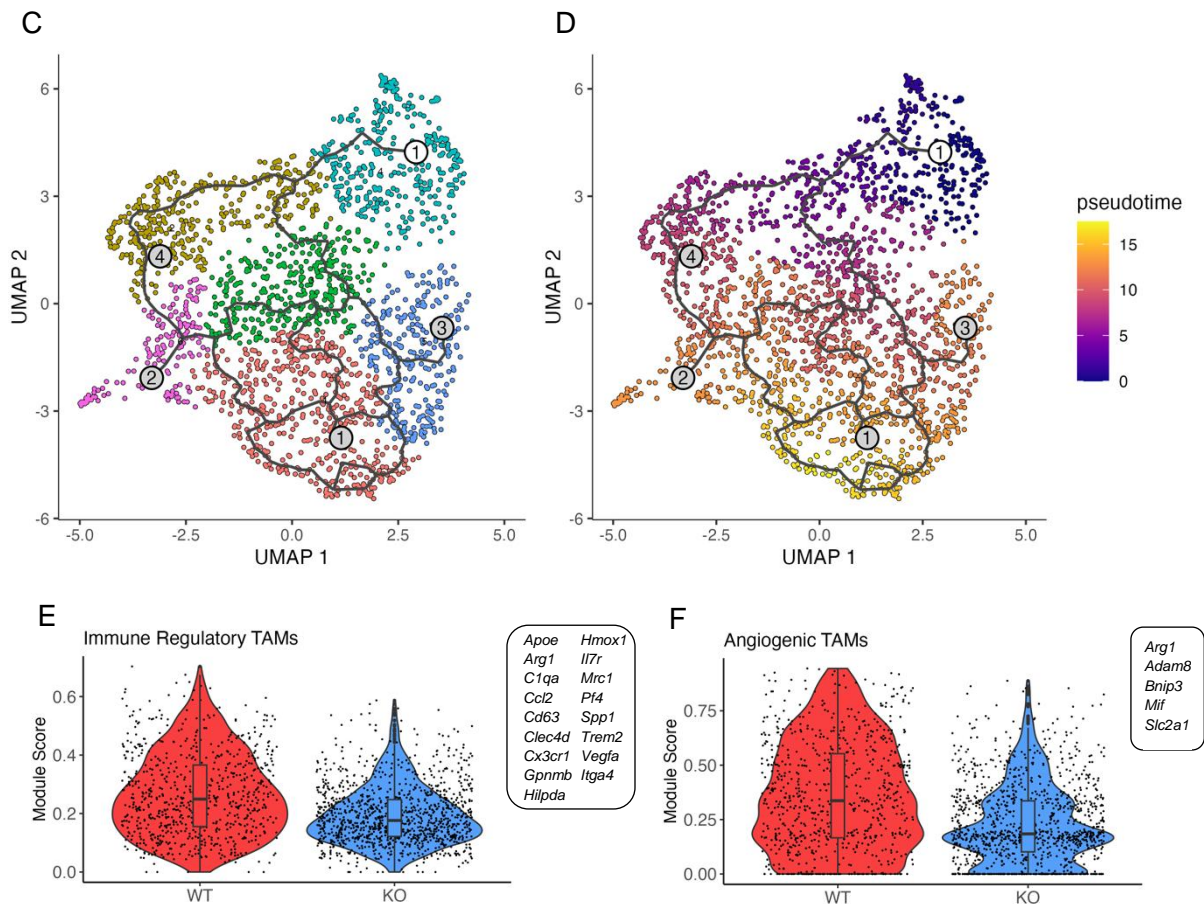 C
D
6
3
0
-3
-6
UMAP 2
-5.0 -2.5 0.0 2.5 5.0
UMAP 1
1
4
3
2
1
6
3
0
-3
-6
UMAP 2
-5.0 -2.5 0.0 2.5 5.0
UMAP 1
1
4
3
2
1
pseudotime
15
10
5
0
E
Immune Regulatory TAMs
0.6
0.4
0.2
0.0
Module Score
WT KO
Apoe Hmox1
Arg1 Il7r
C1qa Mrc1
Ccl2 Pf4
Cd63 Spp1
Clec4d Trem2
Cx3cr1 Vegfa
Gpnmb Itga4
Hilpda
F
Angiogenic TAMs
0.75
0.50
0.25
0.00
Module Score
WT KO
Arg1
Adam8
Bnip3
Mif
Slc2a1